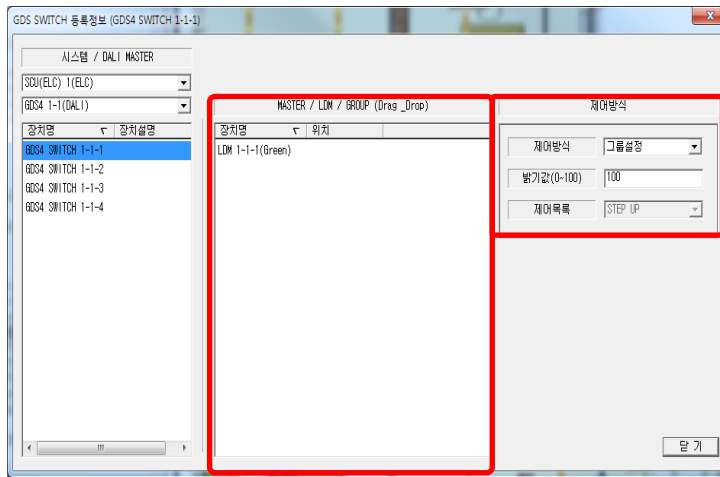 GDS SWITCH 등록정보 (GDS4 SWITCH 1-1-1)
시스템 / DALI MASTER
SCU(ELC) 1(ELC)
GDS4 1-1(DALI)
장치명 장치설명
GDS4 SWITCH 1-1-1
GDS4 SWITCH 1-1-2
GDS4 SWITCH 1-1-3
GDS4 SWITCH 1-1-4
MASTER / LDM / GROUP (Drag _Drop)
장치명 위치
LDM 1-1-1(Green)
제어방식
제어방식 그룹설정
밝기값(0~100) 100
제어목록 STEP UP
닫 기